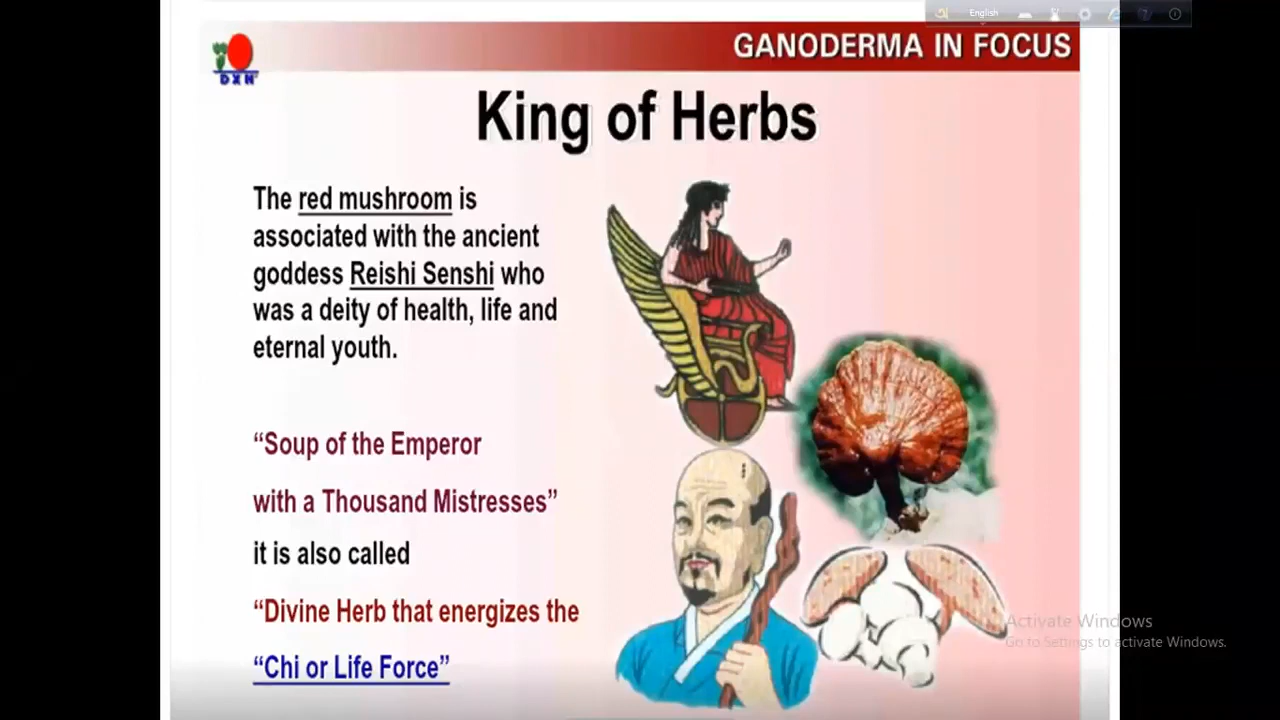 English
GANODERMA IN FOCUS
DXN
King of Herbs
The red mushroom is
associated with the ancient
goddess Reishi Senshi who
was a deity of health, life and
eternal youth.
“Soup of the Emperor
with a Thousand Mistresses”
it is also called
“Divine Herb that energizes the
“Chi or Life Force”
Activate Windows
Go to Settings to activate Windows.